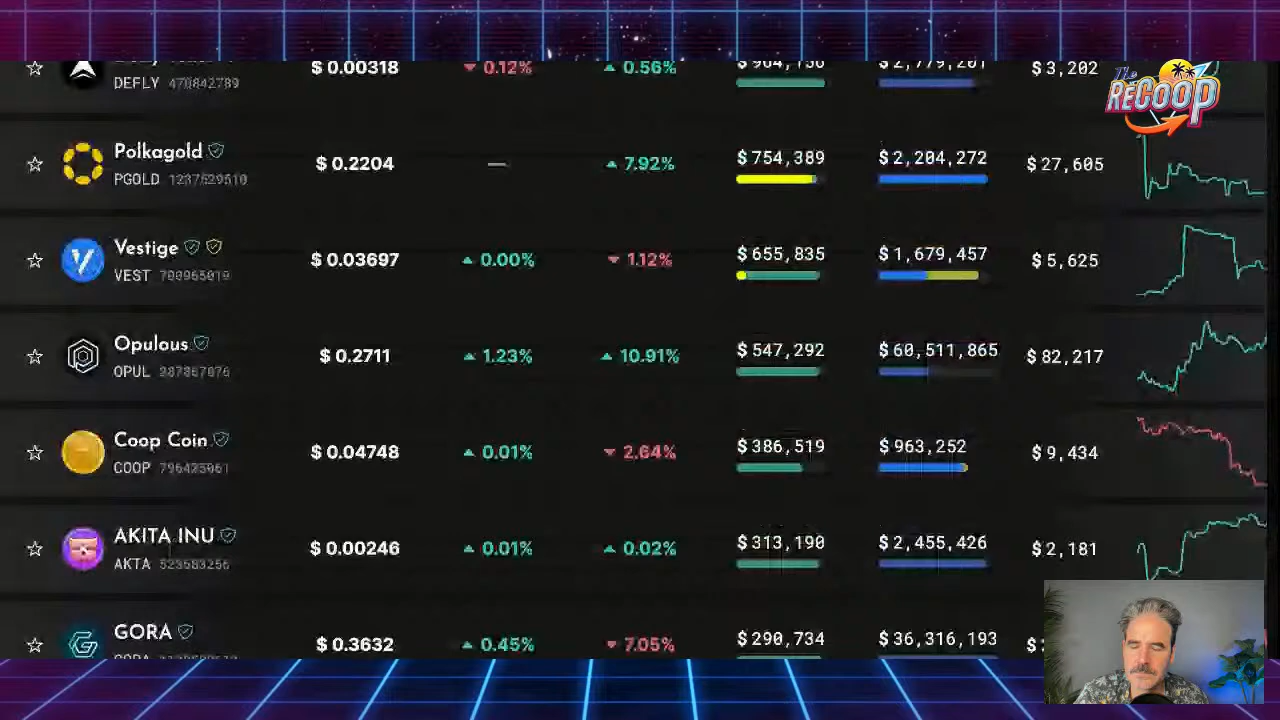 DEFLY 470842789 $ 0.00318 0.12% 0.56% $ 3,202
The ReCoop
Polkagold
PGOLD $ 0.2204 — 7.92% $ 754,389 $ 2,204,272 $ 27,605
Vestige
VEST $ 0.03697 0.00% 1.12% $ 655,835 $ 1,679,457 $ 5,625
Opulous
OPUL $ 0.2711 1.23% 10.91% $ 547,292 $ 60,511,865 $ 82,217
Coop Coin
COOP $ 0.04748 0.01% 2.64% $ 386,519 $ 963,252 $ 9,434
AKITA INU
AKTA $ 0.00246 0.01% 0.02% $ 313,190 $ 2,455,426 $ 2,181
GORA
$ 0.3632 0.45% 7.05% $ 290,734 $ 36,316,193 $